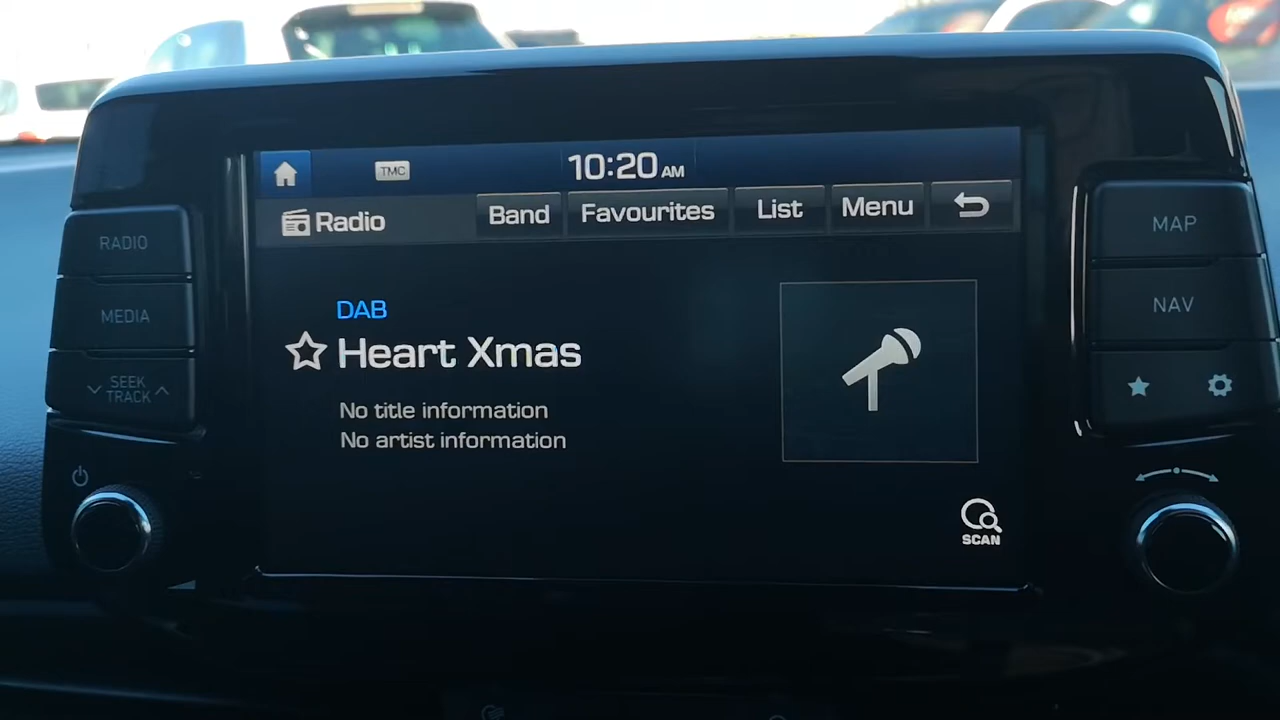 TMC
10:20 AM
Radio
Band
Favourites
List
Menu
RADIO
MEDIA
SEEK
TRACK
DAB
Heart Xmas
No title information
No artist information
SCAN
MAP
NAV